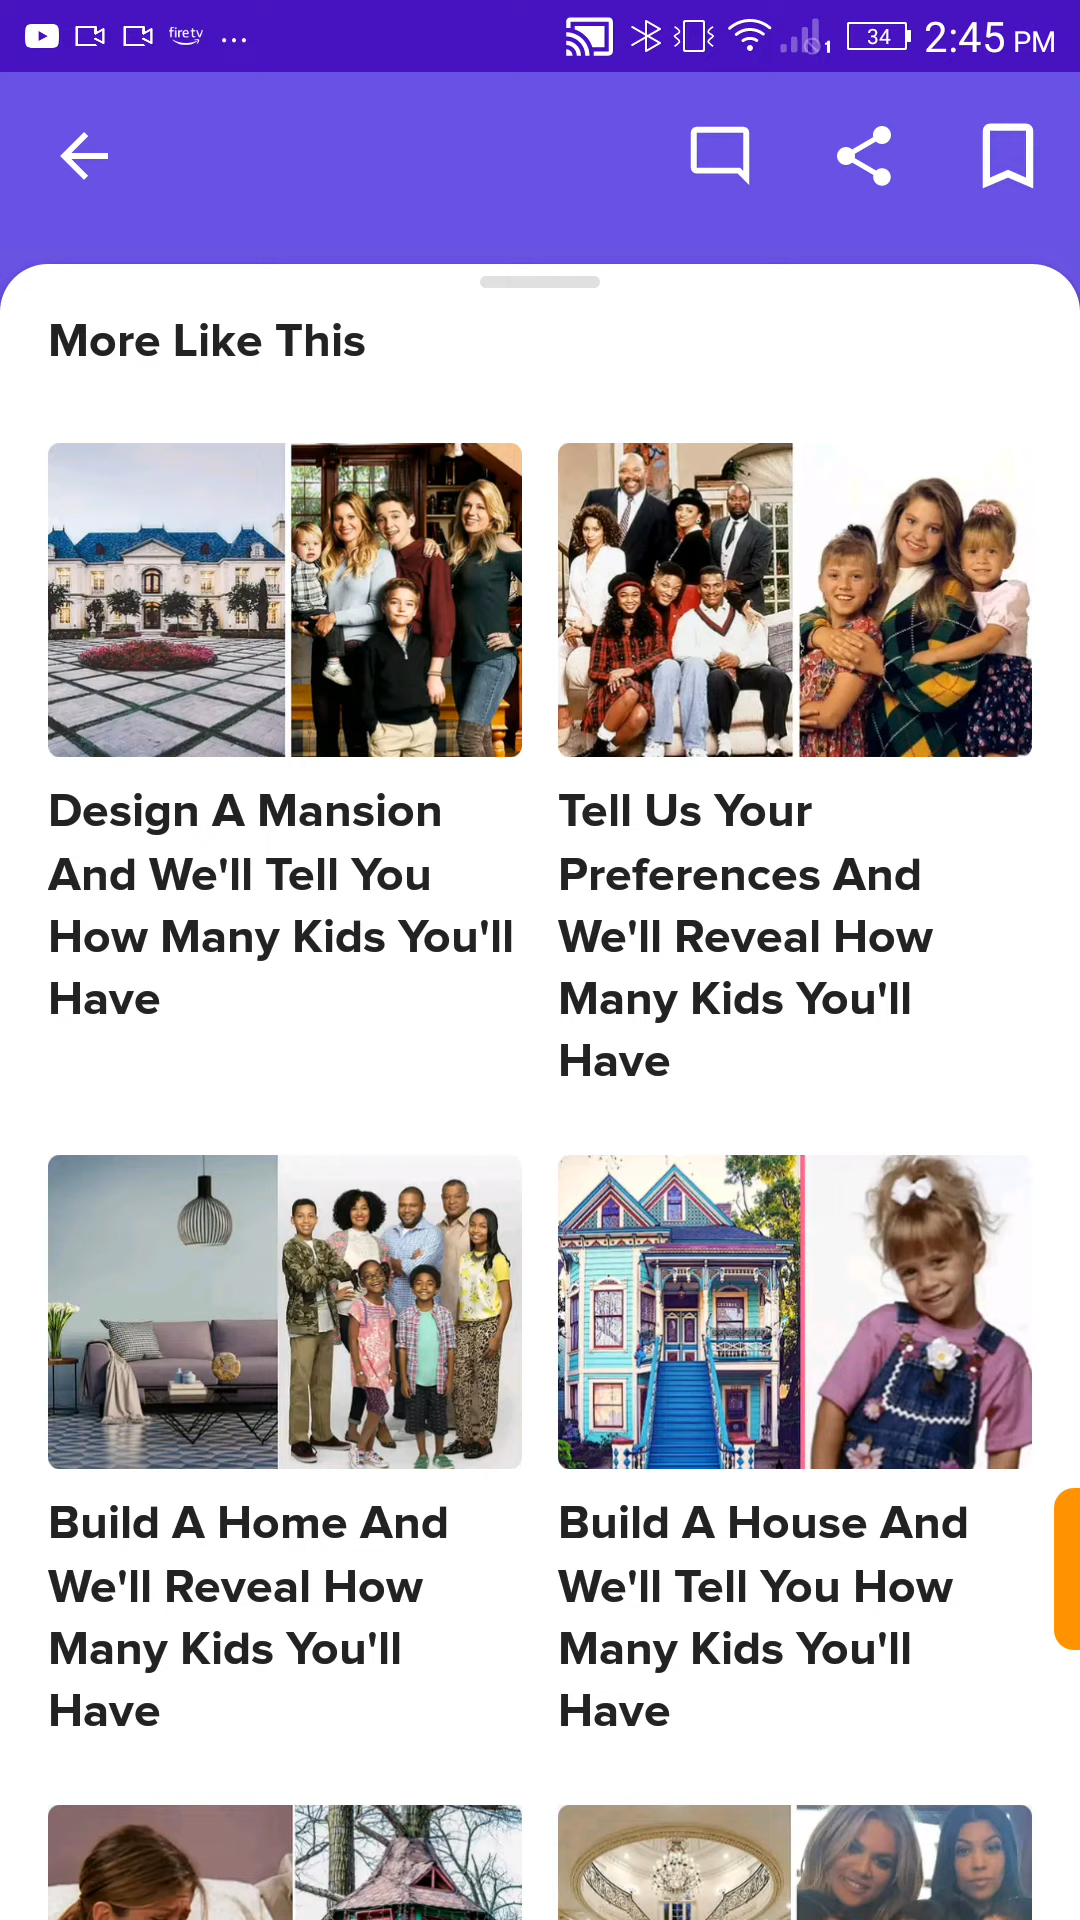 firetv
1
34
2:45 PM
More Like This
Design A Mansion
And We'll Tell You
How Many Kids You'll
Have
Tell Us Your
Preferences And
We'll Reveal How
Many Kids You'll
Have
Build A Home And
We'll Reveal How
Many Kids You'll
Have
Build A House And
We'll Tell You How
Many Kids You'll
Have